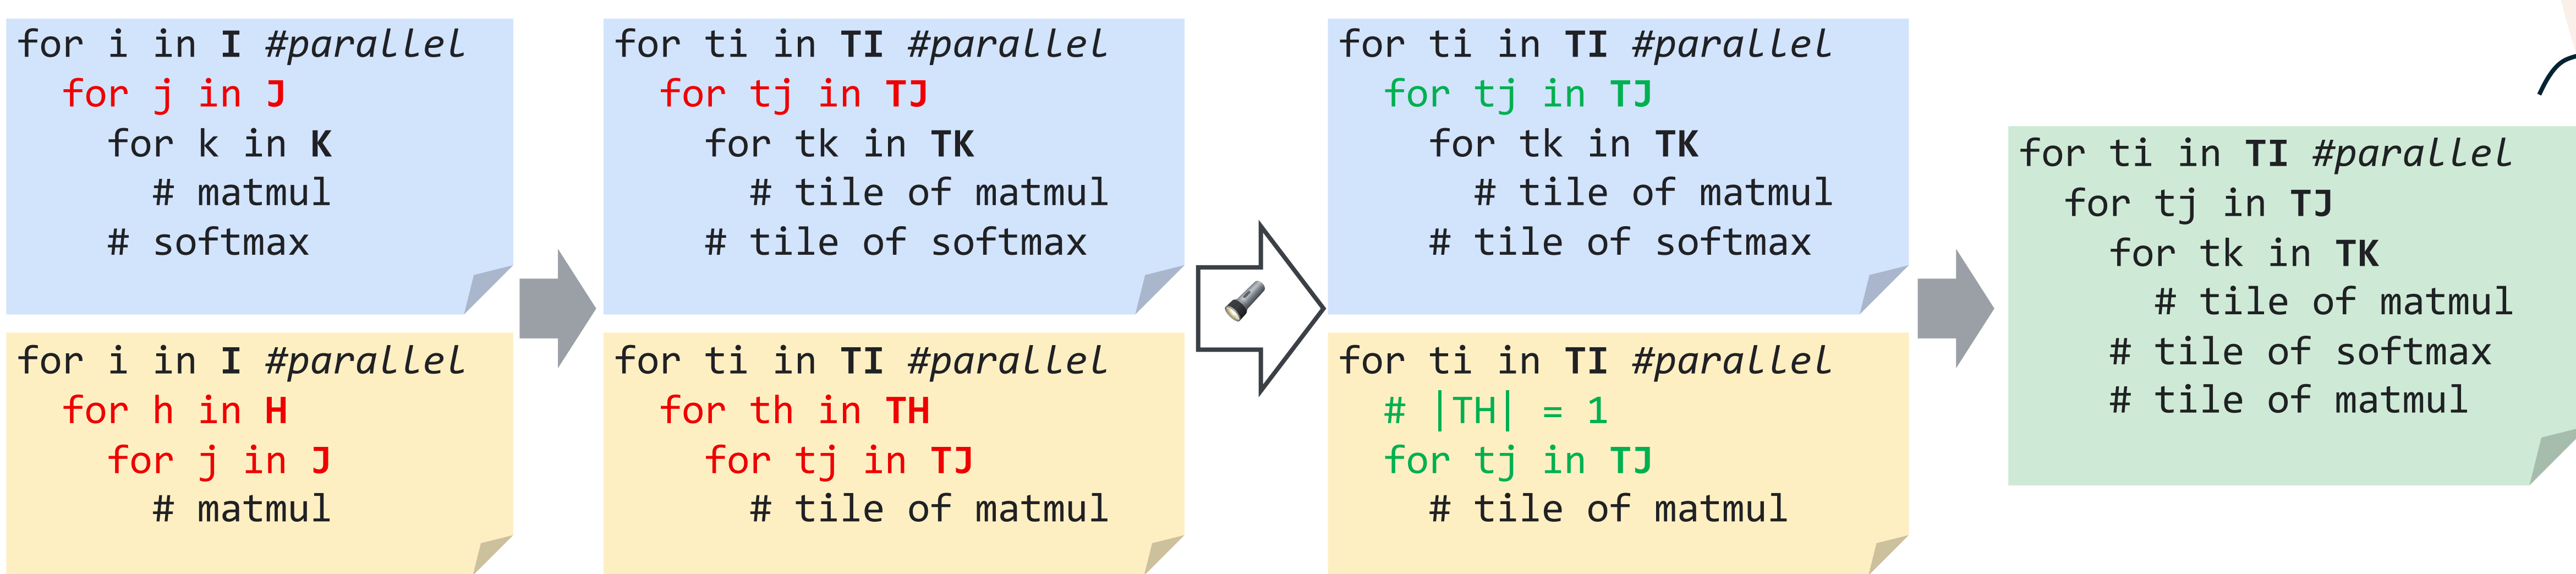 for i in I #parallel
  for j in J
    for k in K
      # matmul
    # softmax
for i in I #parallel
  for h in H
    for j in J
      # matmul
for ti in TI #parallel
  for tj in TJ
    for tk in TK
      # tile of matmul
    # tile of softmax
for ti in TI #parallel
  for th in TH
    for tj in TJ
      # tile of matmul
for ti in TI #parallel
  for tj in TJ
    for tk in TK
      # tile of matmul
    # tile of softmax
for ti in TI #parallel
  # |TH| = 1
  for tj in TJ
    # tile of matmul
for ti in TI #parallel
  for tj in TJ
    for tk in TK
      # tile of matmul
    # tile of softmax
    # tile of matmul